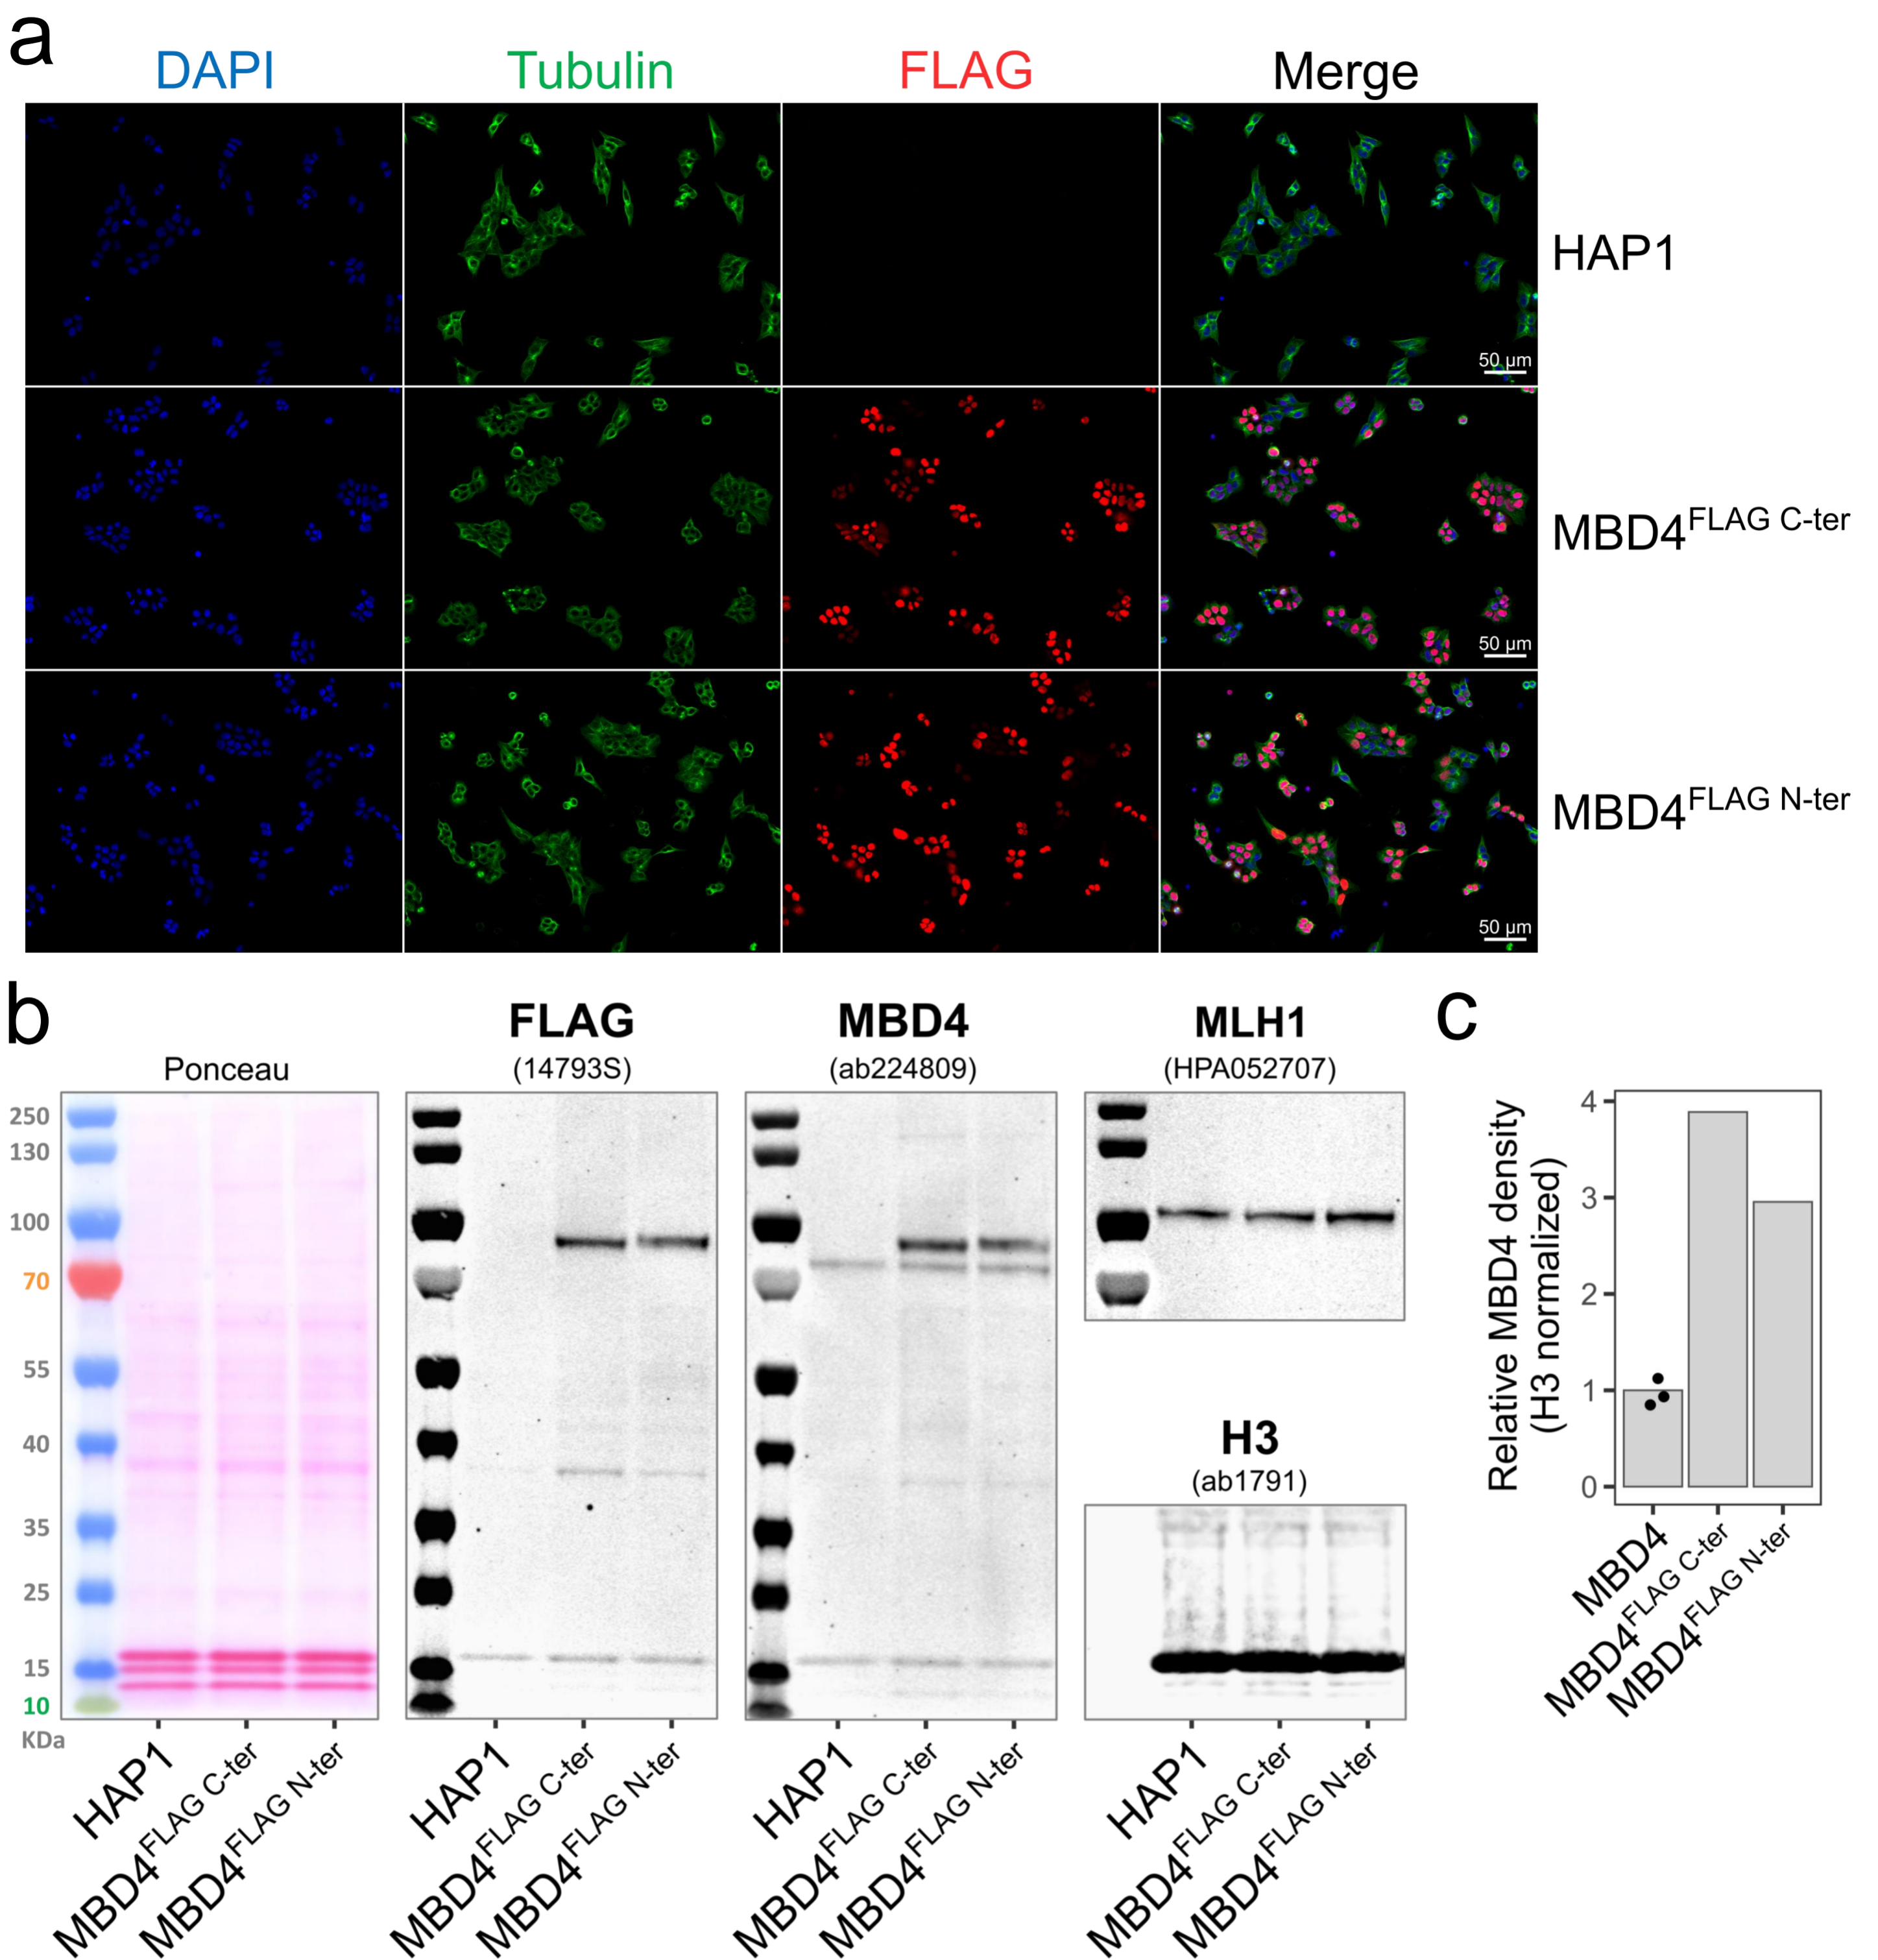 a
DAPI Tubulin FLAG Merge
HAP1
50 µm
MBD4FLAG C-ter
50 µm
MBD4FLAG N-ter
50 µm
b
Ponceau
FLAG
(14793S)
MBD4
(ab224809)
MLH1
(HPA052707)
250
130
100
70
55
40
35
25
15
10
KDa
H3
(ab1791)
HAP1
MBD4FLAG C-ter
MBD4FLAG N-ter
HAP1
MBD4FLAG C-ter
MBD4FLAG N-ter
HAP1
MBD4FLAG C-ter
MBD4FLAG N-ter
HAP1
MBD4FLAG C-ter
MBD4FLAG N-ter
c
Relative MBD4 density
(H3 normalized)
4
3
2
1
0
MBD4
MBD4FLAG C-ter
MBD4FLAG N-ter